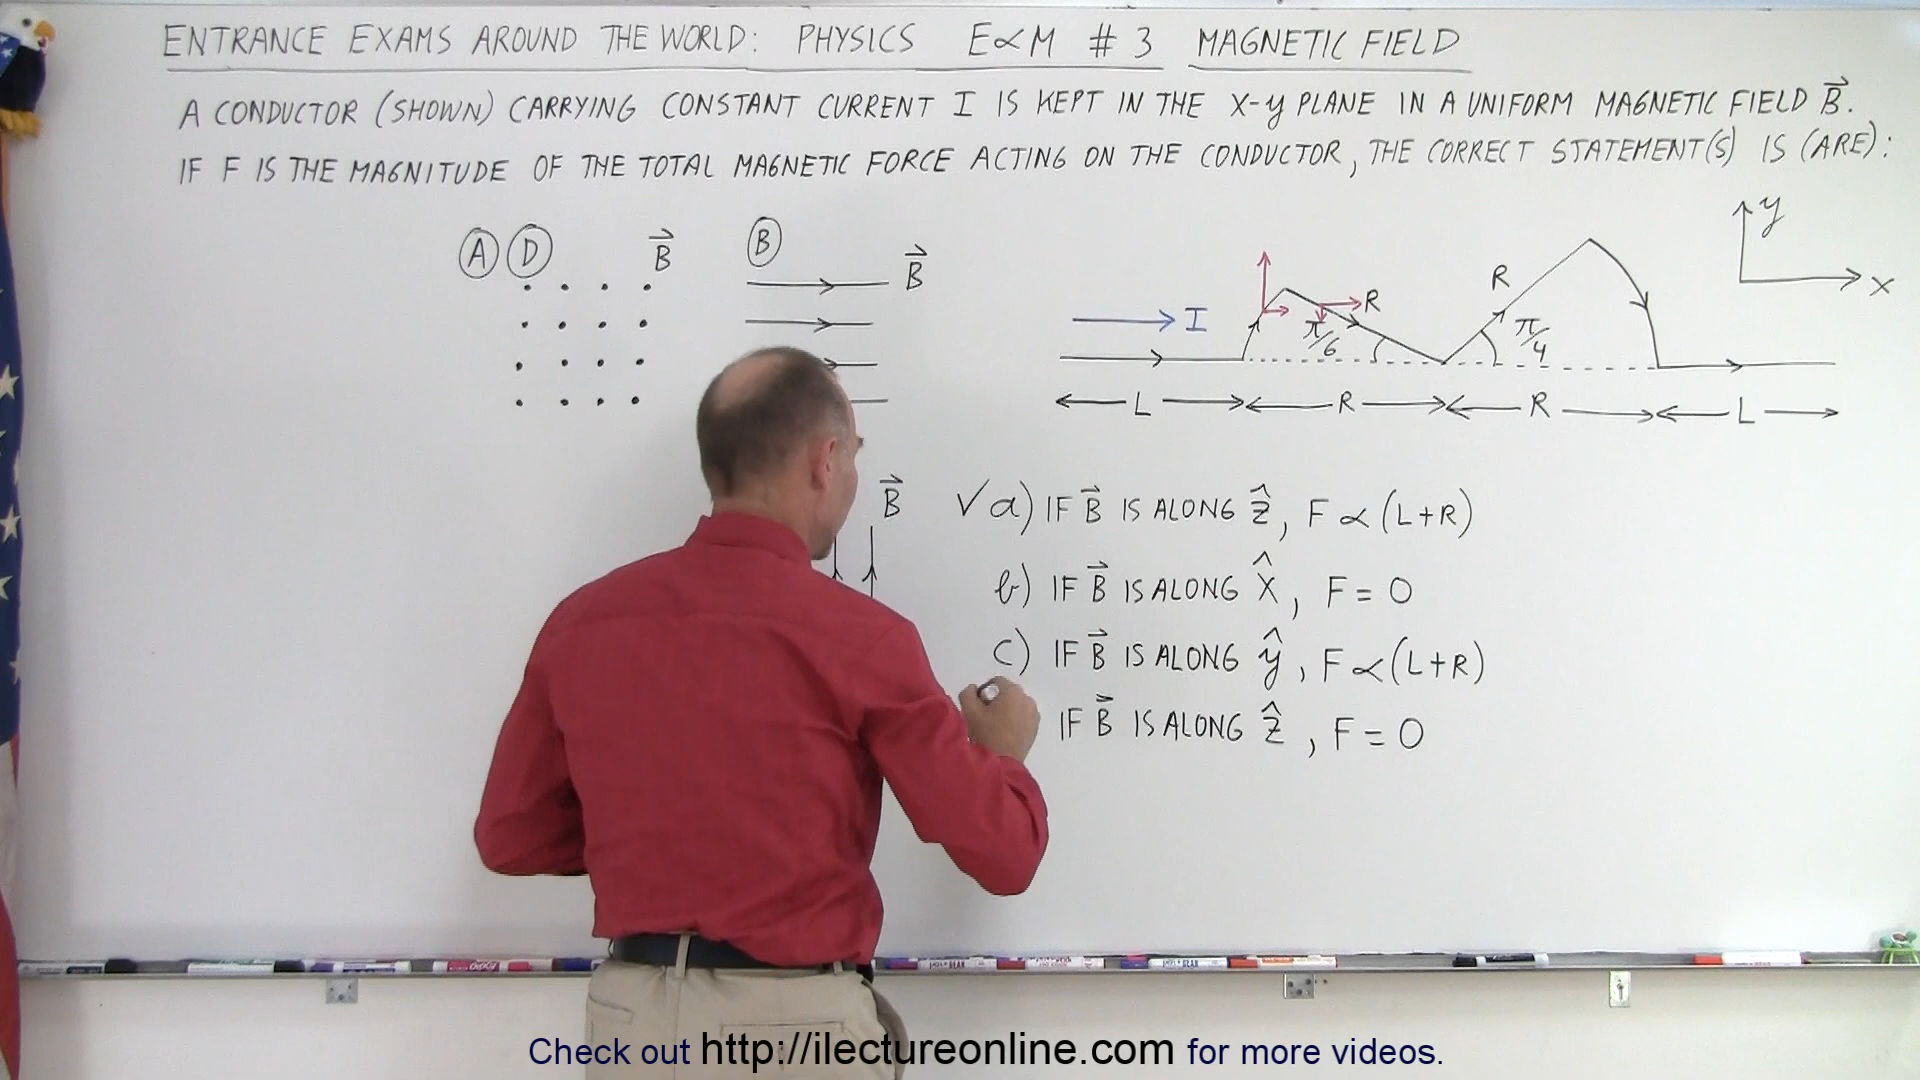 ENTRANCE EXAMS AROUND THE WORLD: PHYSICS E∝M # 3 MAGNETIC FIELD
A CONDUCTOR (SHOWN) CARRYING CONSTANT CURRENT I IS KEPT IN THE X-y PLANE IN A UNIFORM MAGNETIC FIELD B⃗.
IF F IS THE MAGNITUDE OF THE TOTAL MAGNETIC FORCE ACTING ON THE CONDUCTOR, THE CORRECT STATEMENT(S) IS (ARE):
A D B⃗
B B⃗
I
R π/6
R π/4
y
x
L R R L
B⃗
√ a) IF B⃗ IS ALONG ẑ, F ∝ (L+R)
b) IF B⃗ IS ALONG x̂, F = 0
c) IF B⃗ IS ALONG ŷ, F ∝ (L+R)
IF B⃗ IS ALONG ẑ, F = 0
Check out http://ilectureonline.com for more videos.